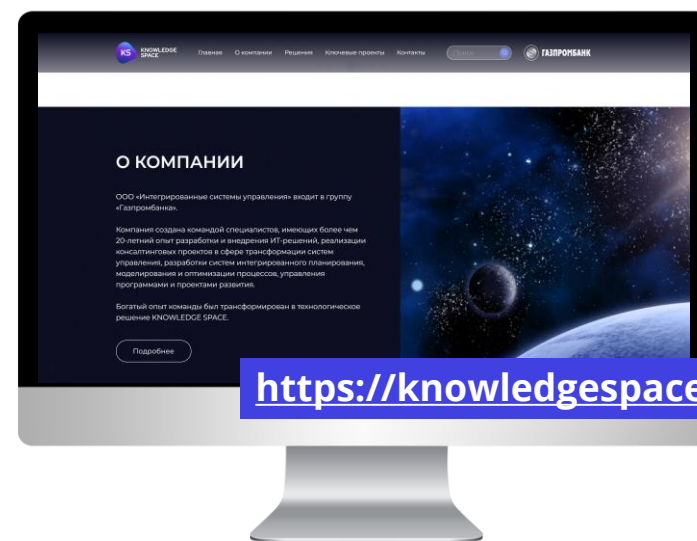 KS KNOWLEDGE SPACE Главная О компании Решения Ключевые проекты Контакты Поиск ГАЗПРОМБАНК
О КОМПАНИИ
ООО «Интегрированные системы управления» входит в группу
«Газпромбанка».
Компания создана командой специалистов, имеющих более чем
20-летний опыт разработки и внедрения ИТ-решений, реализации
консалтинговых проектов в сфере трансформации систем
управления, разработки систем интегрированного планирования,
моделирования и оптимизации процессов, управления
программами и проектами развития.
Богатый опыт команды был трансформирован в технологическое
решение KNOWLEDGE SPACE.
Подробнее
https://knowledgespace